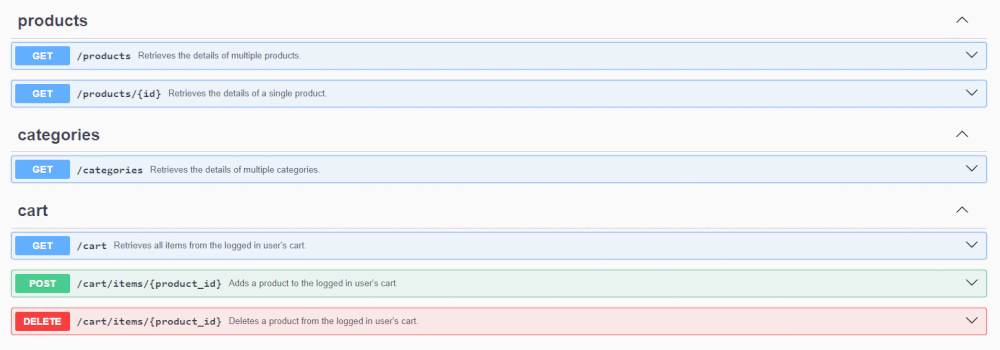 products
GET /products Retrieves the details of multiple products.
GET /products/{id} Retrieves the details of a single product.
categories
GET /categories Retrieves the details of multiple categories.
cart
GET /cart Retrieves all items from the logged in user's cart.
POST /cart/items/{product_id} Adds a product to the logged in user's cart
DELETE /cart/items/{product_id} Deletes a product from the logged in user's cart.